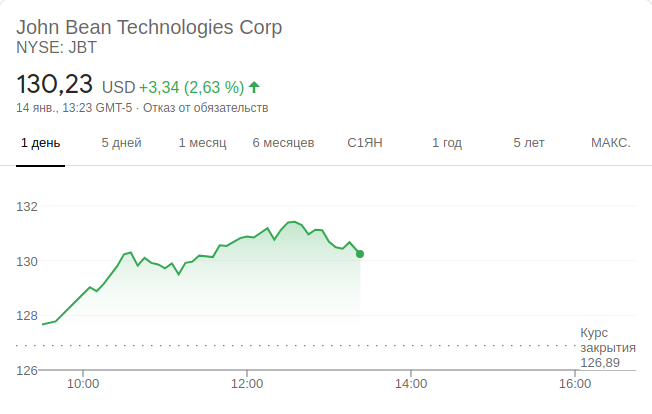 John Bean Technologies Corp
NYSE: JBT
130,23 USD +3,34 (2,63 %)
14 янв., 13:23 GMT-5 · Отказ от обязательств
1 день 5 дней 1 месяц 6 месяцев С1ЯН 1 год 5 лет МАКС.
132
130
128
Курс
закрытия
126,89
126
10:00 12:00 14:00 16:00